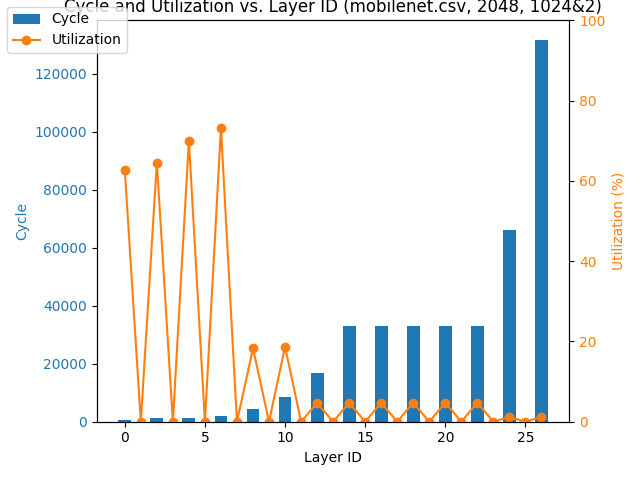 Cycle and Utilization vs. Layer ID (mobilenet.csv, 2048, 1024&2)
Cycle
Utilization
100
120000
80
100000
80000
60
60000
40
40000
20
20000
0
0
Cycle
Utilization (%)
0 5 10 15 20 25
Layer ID